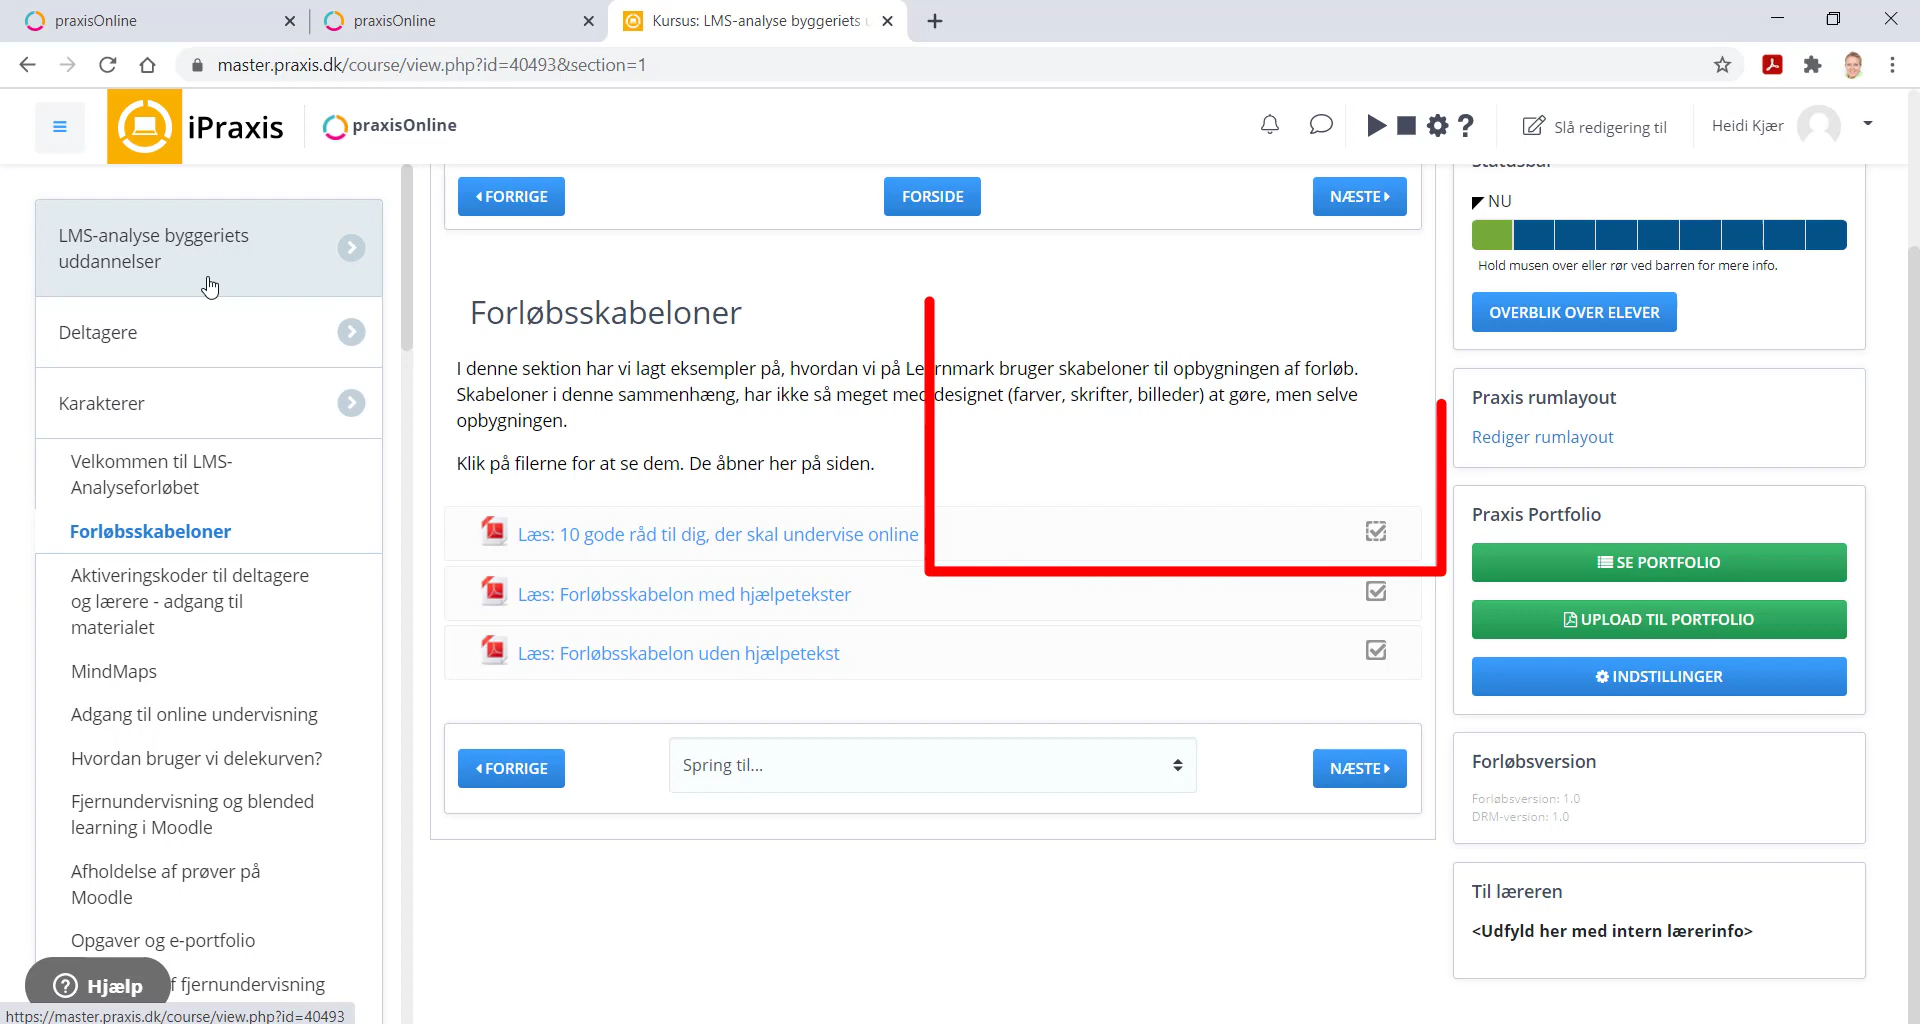 praxisOnline
praxisOnline
Kursus: LMS-analyse byggeriets
master.praxis.dk/course/view.php?id=40493&section=1
iPraxis
praxisOnline
Slå redigering til
Heidi Kjær
LMS-analyse byggeriets
uddannelser
Deltagere
Karakterer
Velkommen til LMS-
Analyseforløbet
Forløbsskabeloner
Aktiveringskoder til deltagere
og lærere - adgang til
materialet
MindMaps
Adgang til online undervisning
Hvordan bruger vi delekurven?
Fjernundervisning og blended
learning i Moodle
Afholdelse af prøver på
Moodle
Opgaver og e-portfolio
f fjernundervisning
Hjælp
https://master.praxis.dk/course/view.php?id=40493
FORRIGE
FORSIDE
NÆSTE
Forløbsskabeloner
I denne sektion har vi lagt eksempler på, hvordan vi på Learnmark bruger skabeloner til opbygningen af forløb.
Skabeloner i denne sammenhæng, har ikke så meget med designet (farver, skrifter, billeder) at gøre, men selve
opbygningen.
Klik på filerne for at se dem. De åbner her på siden.
Læs: 10 gode råd til dig, der skal undervise online
Læs: Forløbsskabelon med hjælpetekster
Læs: Forløbsskabelon uden hjælpetekst
FORRIGE
Spring til...
NÆSTE
Statusbar
NU
Hold musen over eller rør ved barren for mere info.
OVERBLIK OVER ELEVER
Praxis rumlayout
Rediger rumlayout
Praxis Portfolio
SE PORTFOLIO
UPLOAD TIL PORTFOLIO
INDSTILLINGER
Forløbsversion
Forløbsversion: 1.0
DRM-version: 1.0
Til læreren
<Udfyld her med intern lærerinfo>